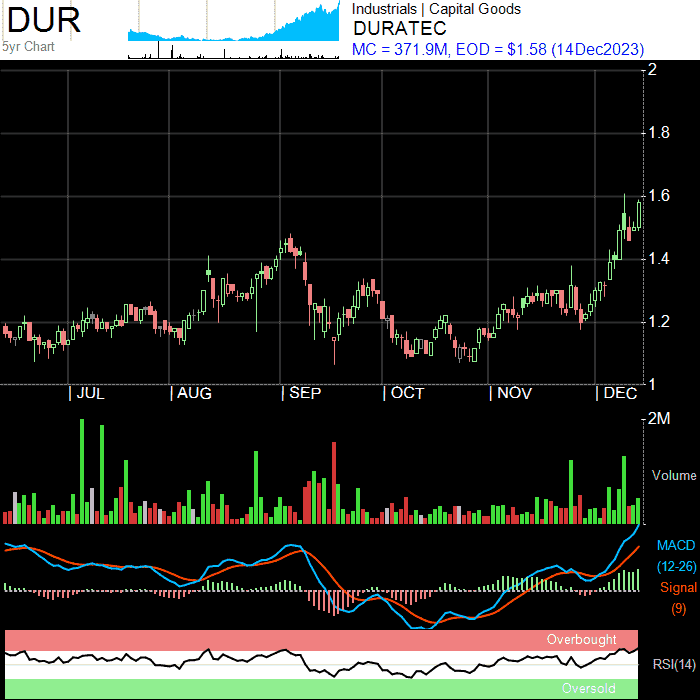 DUR
5yr Chart
Industrials | Capital Goods
DURATEC
MC = 371.9M, EOD = $1.58 (14Dec2023)
2
1.8
1.6
1.4
1.2
1
| JUL | AUG | SEP | OCT | NOV | DEC
2M
Volume
MACD
(12-26)
Signal
(9)
Overbought
RSI(14)
Oversold